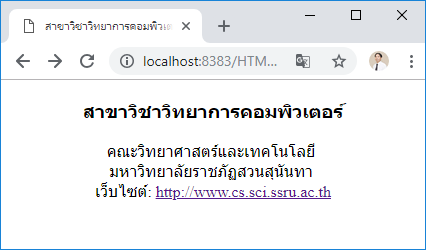 สาขาวิชาวิทยาการคอมพิวเตอ
localhost:8383/HTM...
สาขาวิชาวิทยาการคอมพิวเตอร์
คณะวิทยาศาสตร์และเทคโนโลยี
มหาวิทยาลัยราชภัฏสวนสุนันทา
เว็บไซต์: http://www.cs.sci.ssru.ac.th